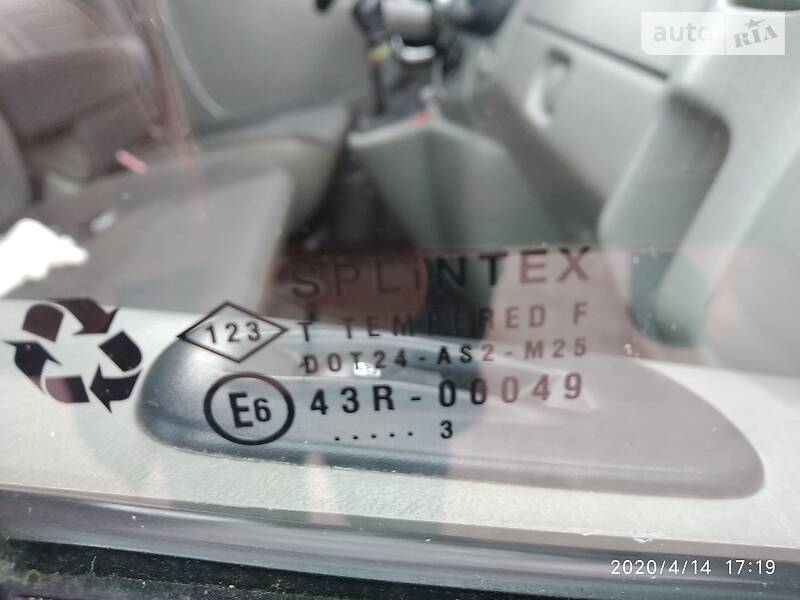 auto RIA
SPLiNTEX
123 T TEMPERED F
DOT24-AS2-M25
E6 43R-00049
..... 3
2020/4/14 17:19